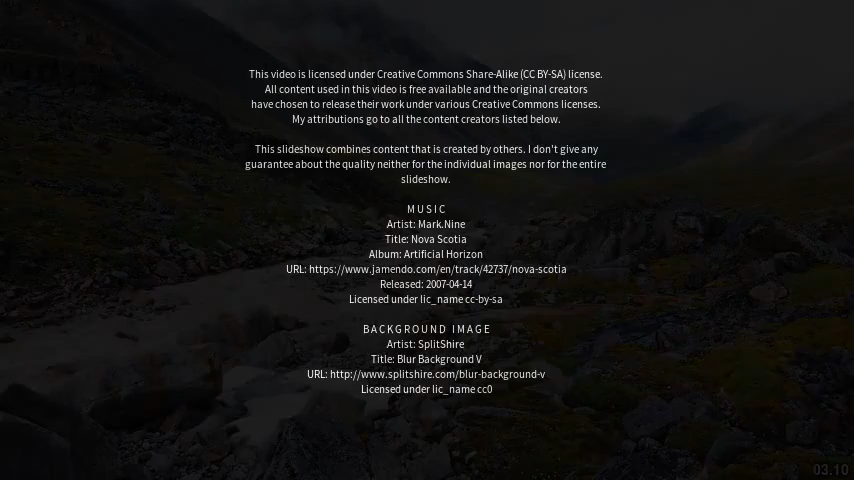 This video is licensed under Creative Commons Share-Alike (CC BY-SA) license.
All content used in this video is free available and the original creators
have chosen to release their work under various Creative Commons licenses.
My attributions go to all the content creators listed below.
This slideshow combines content that is created by others. I don't give any
guarantee about the quality neither for the individual images nor for the entire
slideshow.
MUSIC
Artist: Mark.Nine
Title: Nova Scotia
Album: Artificial Horizon
URL: https://www.jamendo.com/en/track/42737/nova-scotia
Released: 2007-04-14
Licensed under lic_name cc-by-sa
BACKGROUND IMAGE
Artist: SplitShire
Title: Blur Background V
URL: http://www.splitshire.com/blur-background-v
Licensed under lic_name cc0
03.10